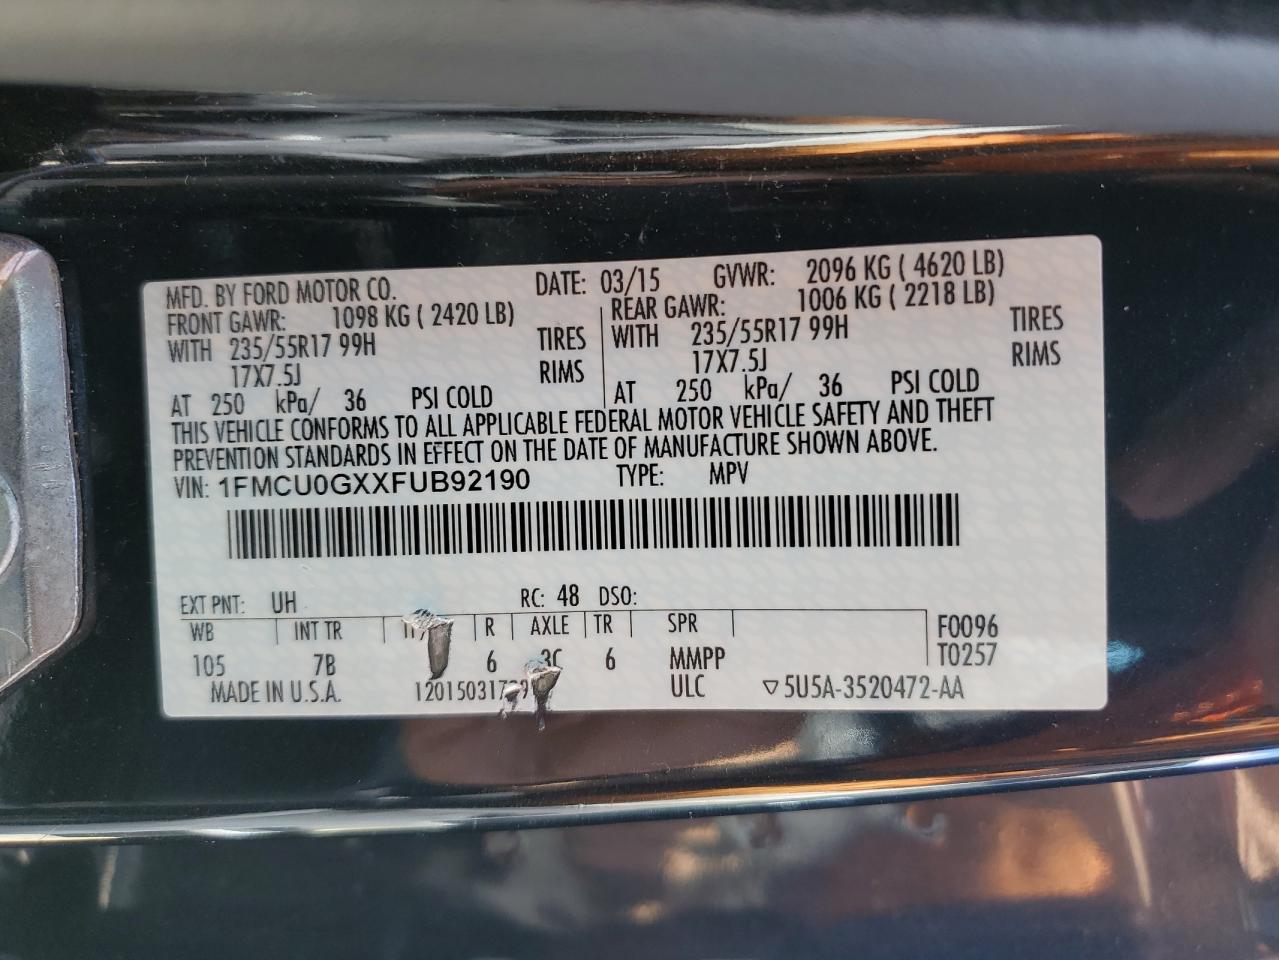 MFD. BY FORD MOTOR CO. DATE: 03/15 GVWR: 2096 KG ( 4620 LB)
FRONT GAWR: 1098 KG ( 2420 LB) REAR GAWR: 1006 KG ( 2218 LB)
WITH 235/55R17 99H TIRES WITH 235/55R17 99H TIRES
17X7.5J RIMS 17X7.5J RIMS
AT 250 kPa/ 36 PSI COLD AT 250 kPa/ 36 PSI COLD
THIS VEHICLE CONFORMS TO ALL APPLICABLE FEDERAL MOTOR VEHICLE SAFETY AND THEFT
PREVENTION STANDARDS IN EFFECT ON THE DATE OF MANUFACTURE SHOWN ABOVE.
VIN: 1FMCU0GXXFUB92190 TYPE: MPV
EXT PNT: UH RC: 48 DSO:
WB INT TR R AXLE TR SPR F0096
105 7B 6 6 MMPP T0257
MADE IN U.S.A. ULC ▽5U5A-3520472-AA